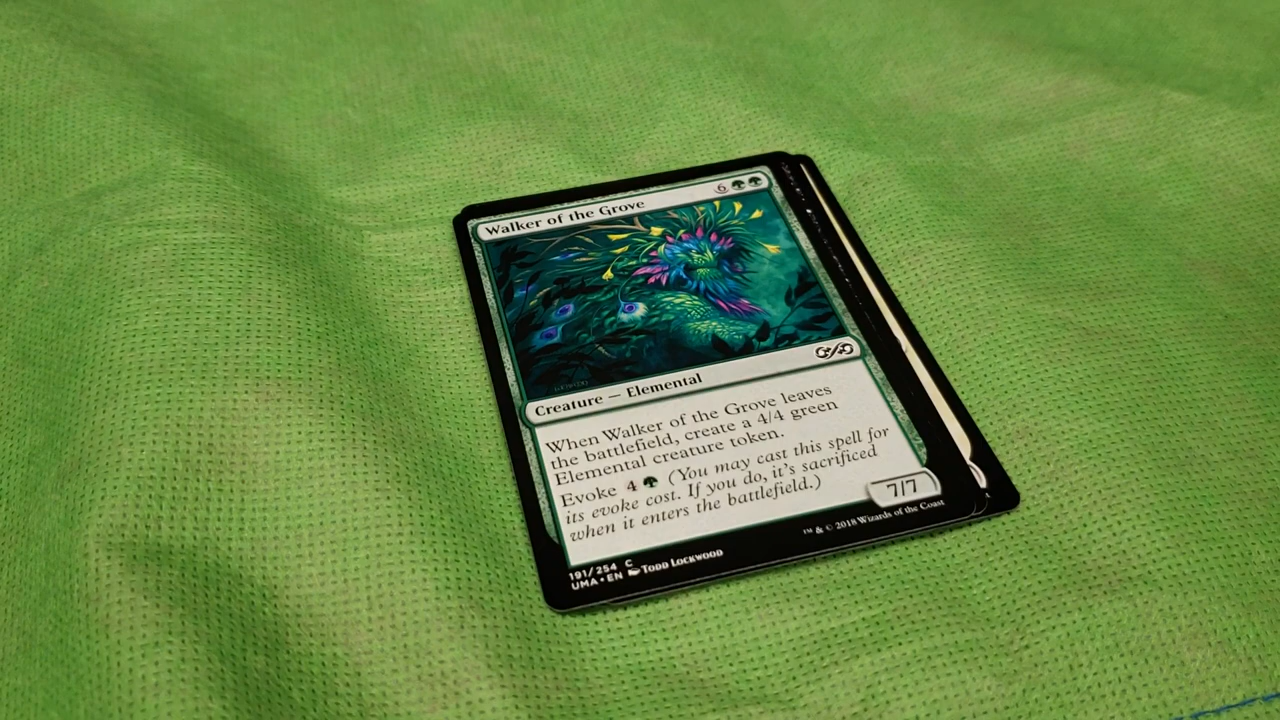 Walker of the Grove 6
Creature — Elemental
When Walker of the Grove leaves
the battlefield, create a 4/4 green
Elemental creature token.
Evoke 4 (You may cast this spell for
its evoke cost. If you do, it's sacrificed
when it enters the battlefield.)
7/7
191/254 C
UMA • EN Todd Lockwood
™ & © 2018 Wizards of the Coast